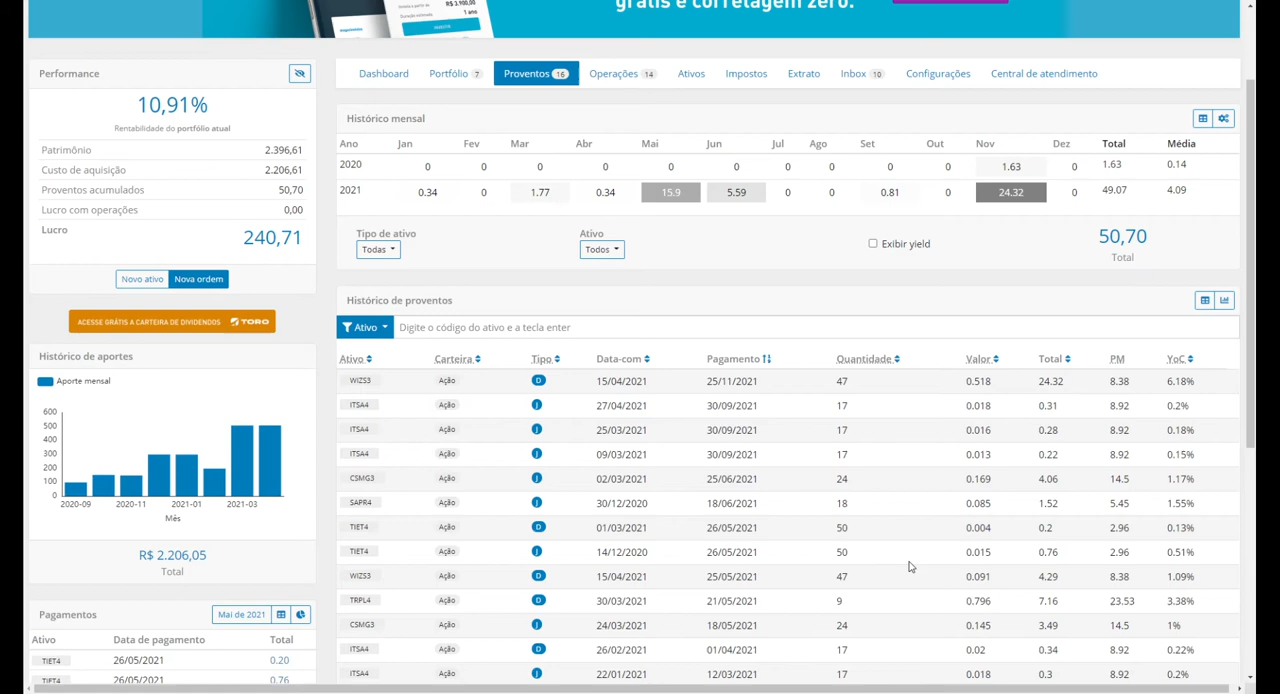 grátis e corretagem zero.
R$ 3.900,00
1 ano
Performance
10,91%
Rentabilidade do portfólio atual
Patrimônio 2.396,61
Custo de aquisição 2.206,61
Proventos acumulados 50,70
Lucro com operações 0,00
Lucro 240,71
Novo ativo Nova ordem
ACESSE GRÁTIS A CARTEIRA DE DIVIDENDOS TORO
Histórico de aportes
Aporte mensal
600
500
400
300
200
100
0
2020-09 2020-11 2021-01 2021-03
Mês
R$ 2.206,05
Total
Pagamentos Mai de 2021
Ativo Data de pagamento Total
TIET4 26/05/2021 0.20
TIET4 26/05/2021 0.76
Dashboard Portfólio 7 Proventos 16 Operações 14 Ativos Impostos Extrato Inbox 10 Configurações Central de atendimento
Histórico mensal
Ano Jan Fev Mar Abr Mai Jun Jul Ago Set Out Nov Dez Total Média
2020 0 0 0 0 0 0 0 0 0 0 1.63 0 1.63 0.14
2021 0.34 0 1.77 0.34 15.9 5.59 0 0 0.81 0 24.32 0 49.07 4.09
Tipo de ativo Ativo
Todas Todos Exibir yield 50,70
Total
Histórico de proventos
Ativo Digite o código do ativo e a tecla enter
Ativo Carteira Tipo Data-com Pagamento Quantidade Valor Total PM YoC
WIZS3 Ação D 15/04/2021 25/11/2021 47 0.518 24.32 8.38 6.18%
ITSA4 Ação J 27/04/2021 30/09/2021 17 0.018 0.31 8.92 0.2%
ITSA4 Ação J 25/03/2021 30/09/2021 17 0.016 0.28 8.92 0.18%
ITSA4 Ação J 09/03/2021 30/09/2021 17 0.013 0.22 8.92 0.15%
CSMG3 Ação J 02/03/2021 25/06/2021 24 0.169 4.06 14.5 1.17%
SAPR4 Ação J 30/12/2020 18/06/2021 18 0.085 1.52 5.45 1.55%
TIET4 Ação D 01/03/2021 26/05/2021 50 0.004 0.2 2.96 0.13%
TIET4 Ação J 14/12/2020 26/05/2021 50 0.015 0.76 2.96 0.51%
WIZS3 Ação D 15/04/2021 25/05/2021 47 0.091 4.29 8.38 1.09%
TRPL4 Ação D 30/03/2021 21/05/2021 9 0.796 7.16 23.53 3.38%
CSMG3 Ação J 24/03/2021 18/05/2021 24 0.145 3.49 14.5 1%
ITSA4 Ação D 26/02/2021 01/04/2021 17 0.02 0.34 8.92 0.22%
ITSA4 Ação J 22/01/2021 12/03/2021 17 0.018 0.3 8.92 0.2%